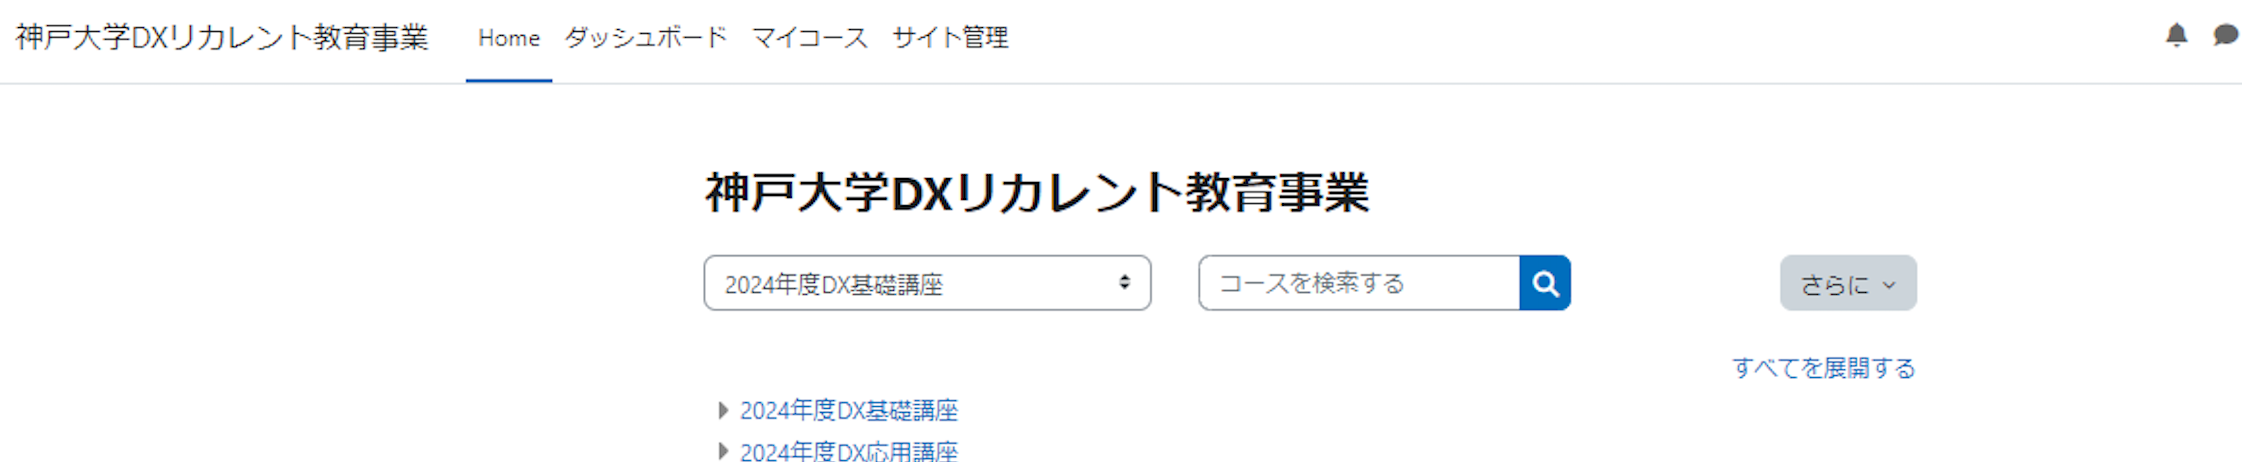 神戸大学DXリカレント教育事業 Home ダッシュボード マイコース サイト管理
神戸大学DXリカレント教育事業
2024年度DX基礎講座 コースを検索する さらに
すべてを展開する
2024年度DX基礎講座
2024年度DX応用講座